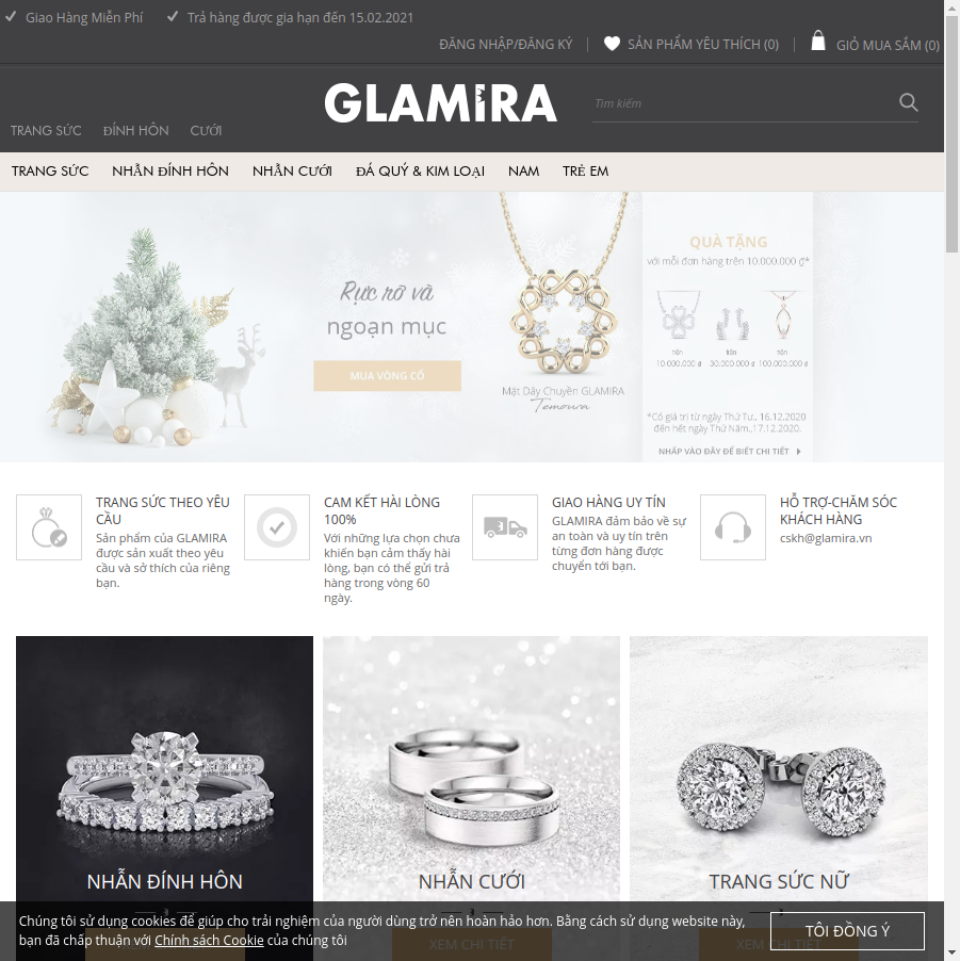 Giao Hàng Miễn Phí
Trả hàng được gia hạn đến 15.02.2021
ĐĂNG NHẬP/ĐĂNG KÝ
SẢN PHẨM YÊU THÍCH (0)
GIỎ MUA SẮM (0)
GLAMIRA
Tìm kiếm
TRANG SỨC
ĐÍNH HÔN
CƯỚI
TRANG SỨC
NHẪN ĐÍNH HÔN
NHẪN CƯỚI
ĐÁ QUÝ & KIM LOẠI
NAM
TRẺ EM
Rực rỡ và
ngoạn mục
MUA VÒNG CỔ
Mặt Dây Chuyền GLAMIRA
Temoun
QUÀ TẶNG
với mỗi đơn hàng trên 10.000.000 ₫*
trên
10.000.000 ₫
trên
30.000.000 ₫
trên
100.000.000 ₫
*Có giá trị từ ngày Thứ Tư., 16.12.2020
đến hết ngày Thứ Năm.,17.12.2020.
NHẤP VÀO ĐÂY ĐỂ BIẾT CHI TIẾT
TRANG SỨC THEO YÊU
CẦU
Sản phẩm của GLAMIRA
được sản xuất theo yêu
cầu và sở thích của riêng
bạn.
CAM KẾT HÀI LÒNG
100%
Với những lựa chọn chưa
khiến bạn cảm thấy hài
lòng, bạn có thể gửi trả
hàng trong vòng 60
ngày.
GIAO HÀNG UY TÍN
GLAMIRA đảm bảo về sự
an toàn và uy tín trên
từng đơn hàng được
chuyển tới bạn.
HỖ TRỢ-CHĂM SÓC
KHÁCH HÀNG
cskh@glamira.vn
NHẪN ĐÍNH HÔN
NHẪN CƯỚI
TRANG SỨC NỮ
XEM CHI TIẾT
XEM CHI TIẾT
Chúng tôi sử dụng cookies để giúp cho trải nghiệm của người dùng trở nên hoàn hảo hơn. Bằng cách sử dụng website này,
bạn đã chấp thuận với Chính sách Cookie của chúng tôi
TÔI ĐỒNG Ý